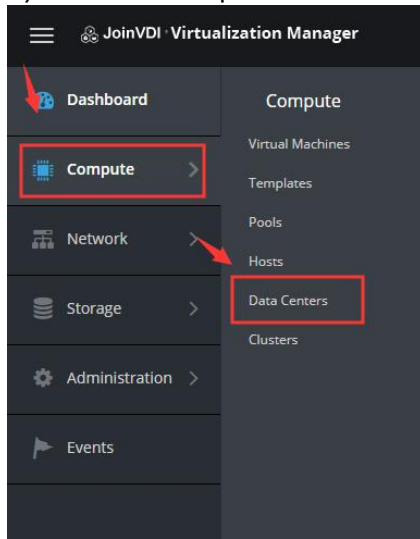 JoinVDI Virtualization Manager
Dashboard
Compute
Network
Storage
Administration
Events
Compute
Virtual Machines
Templates
Pools
Hosts
Data Centers
Clusters